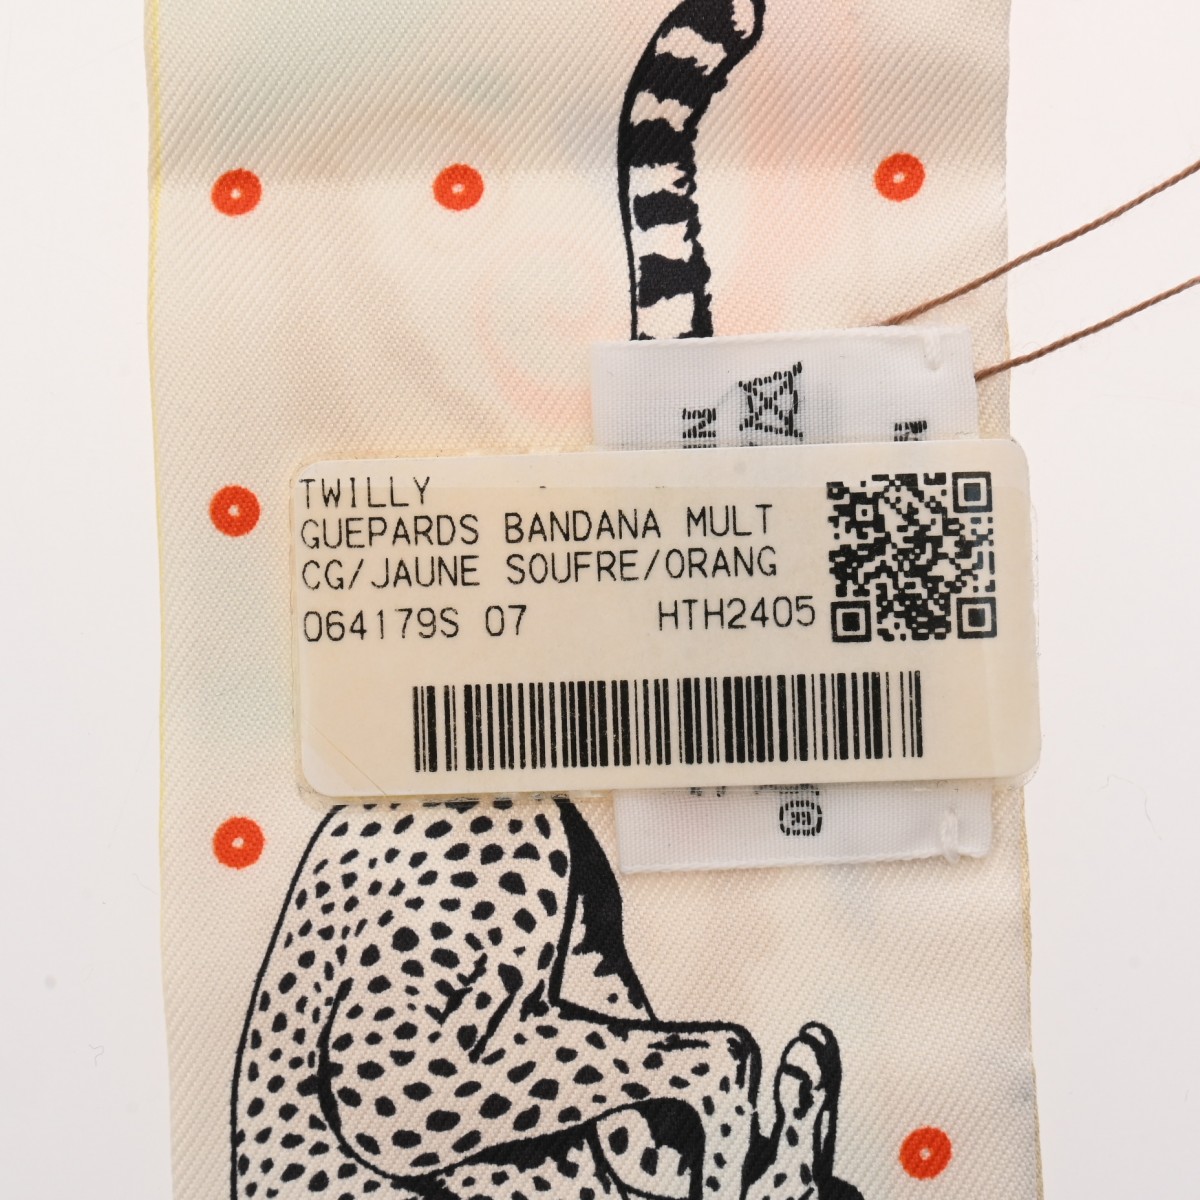 TWILLY
GUEPARDS BANDANA MULT
CG/JAUNE SOUFRE/ORANG
064179S 07 HTH2405